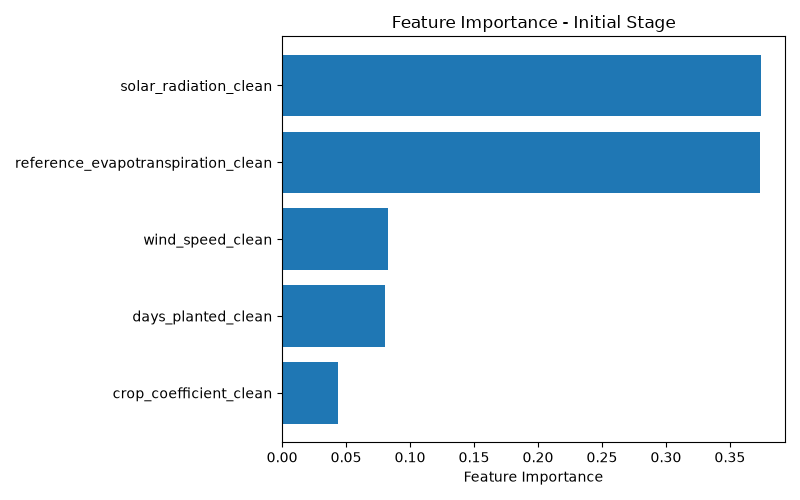 Feature Importance - Initial Stage
solar_radiation_clean
reference_evapotranspiration_clean
wind_speed_clean
days_planted_clean
crop_coefficient_clean
0.00 0.05 0.10 0.15 0.20 0.25 0.30 0.35
Feature Importance